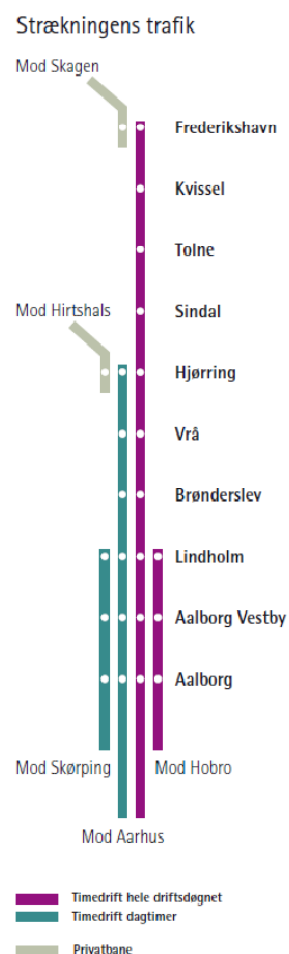 Strækningens trafik
Mod Skagen
Frederikshavn
Kvissel
Tolne
Mod Hirtshals
Sindal
Hjørring
Vrå
Brønderslev
Lindholm
Aalborg Vestby
Aalborg
Mod Skørping
Mod Hobro
Mod Aarhus
Timedrift hele driftsdøgnet
Timedrift dagtimer
Privatbane